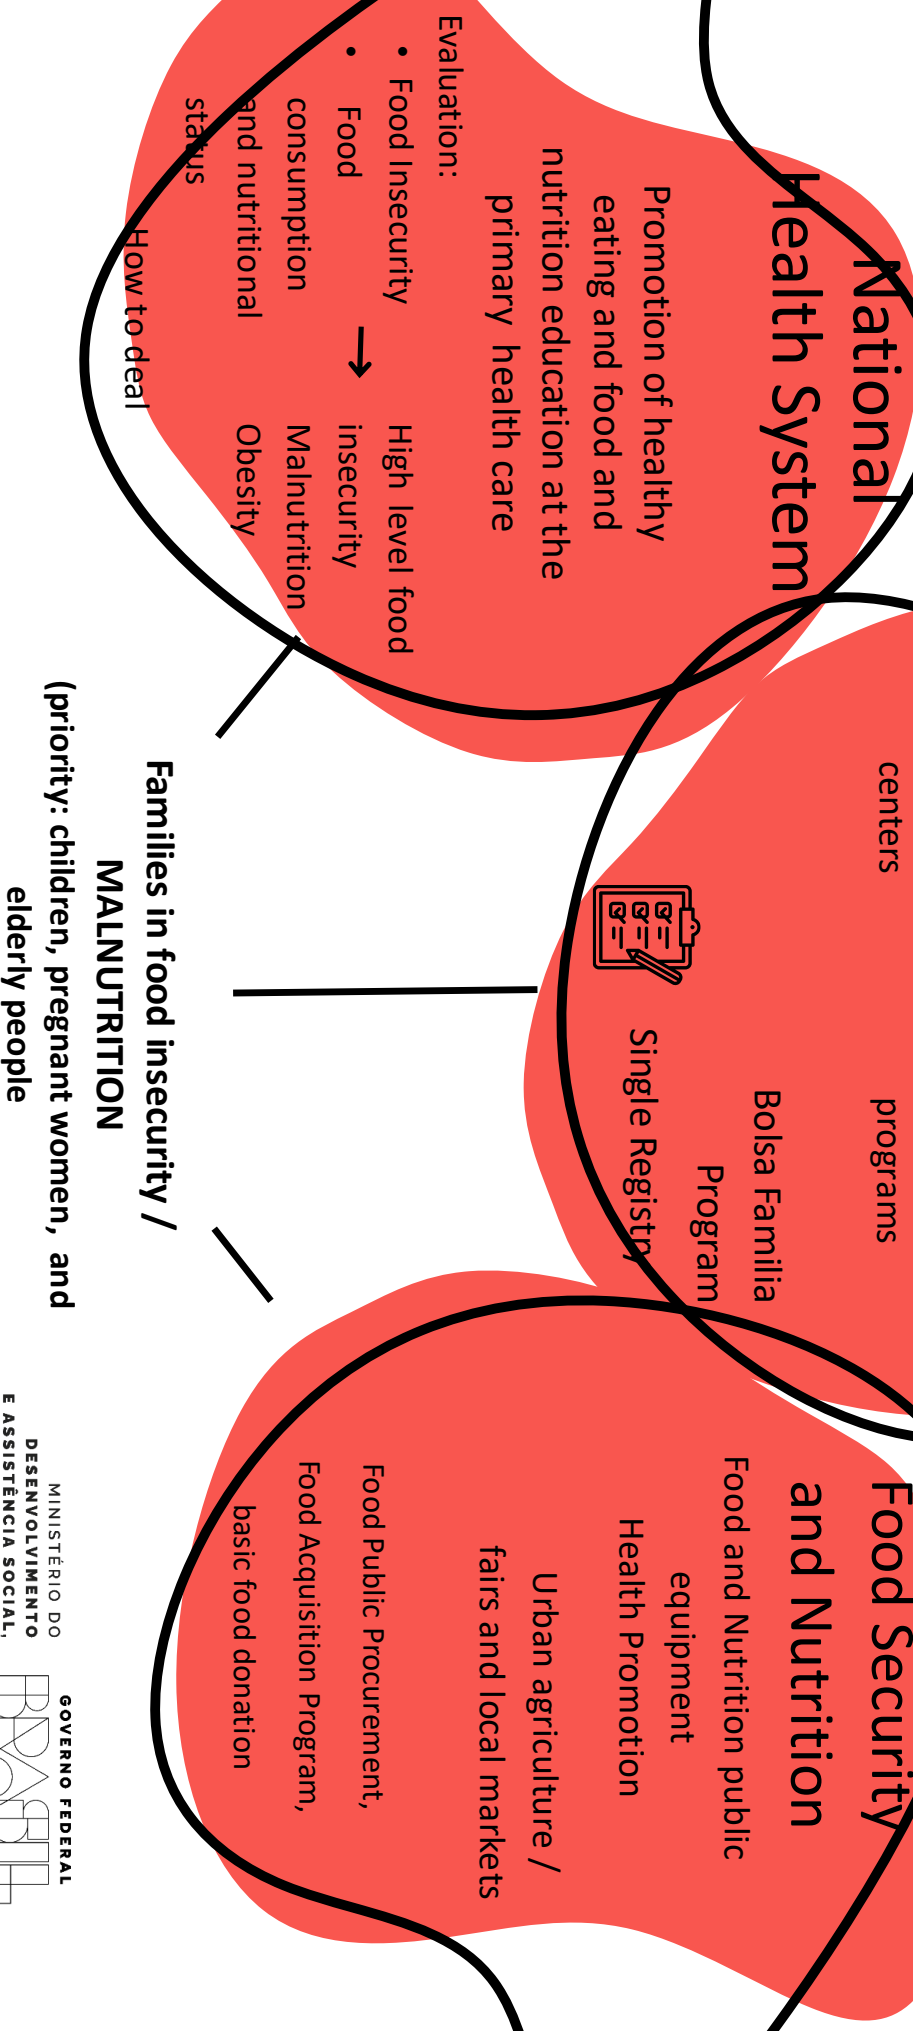 National
Health System
Promotion of healthy
eating and food and
nutrition education at the
primary health care
Evaluation:
• Food Insecurity
• Food
consumption
and nutritional
status
High level food
insecurity
Malnutrition
Obesity
How to deal
centers
programs
Bolsa Familia
Program
Single Registry
Food Security
and Nutrition
Food and Nutrition public
equipment
Health Promotion
Urban agriculture /
fairs and local markets
Food Public Procurement,
Food Acquisition Program,
basic food donation
Families in food insecurity /
MALNUTRITION
(priority: children, pregnant women, and
elderly people
MINISTÉRIO DO
DESENVOLVIMENTO
E ASSISTÊNCIA SOCIAL,
GOVERNO FEDERAL
BRASIL